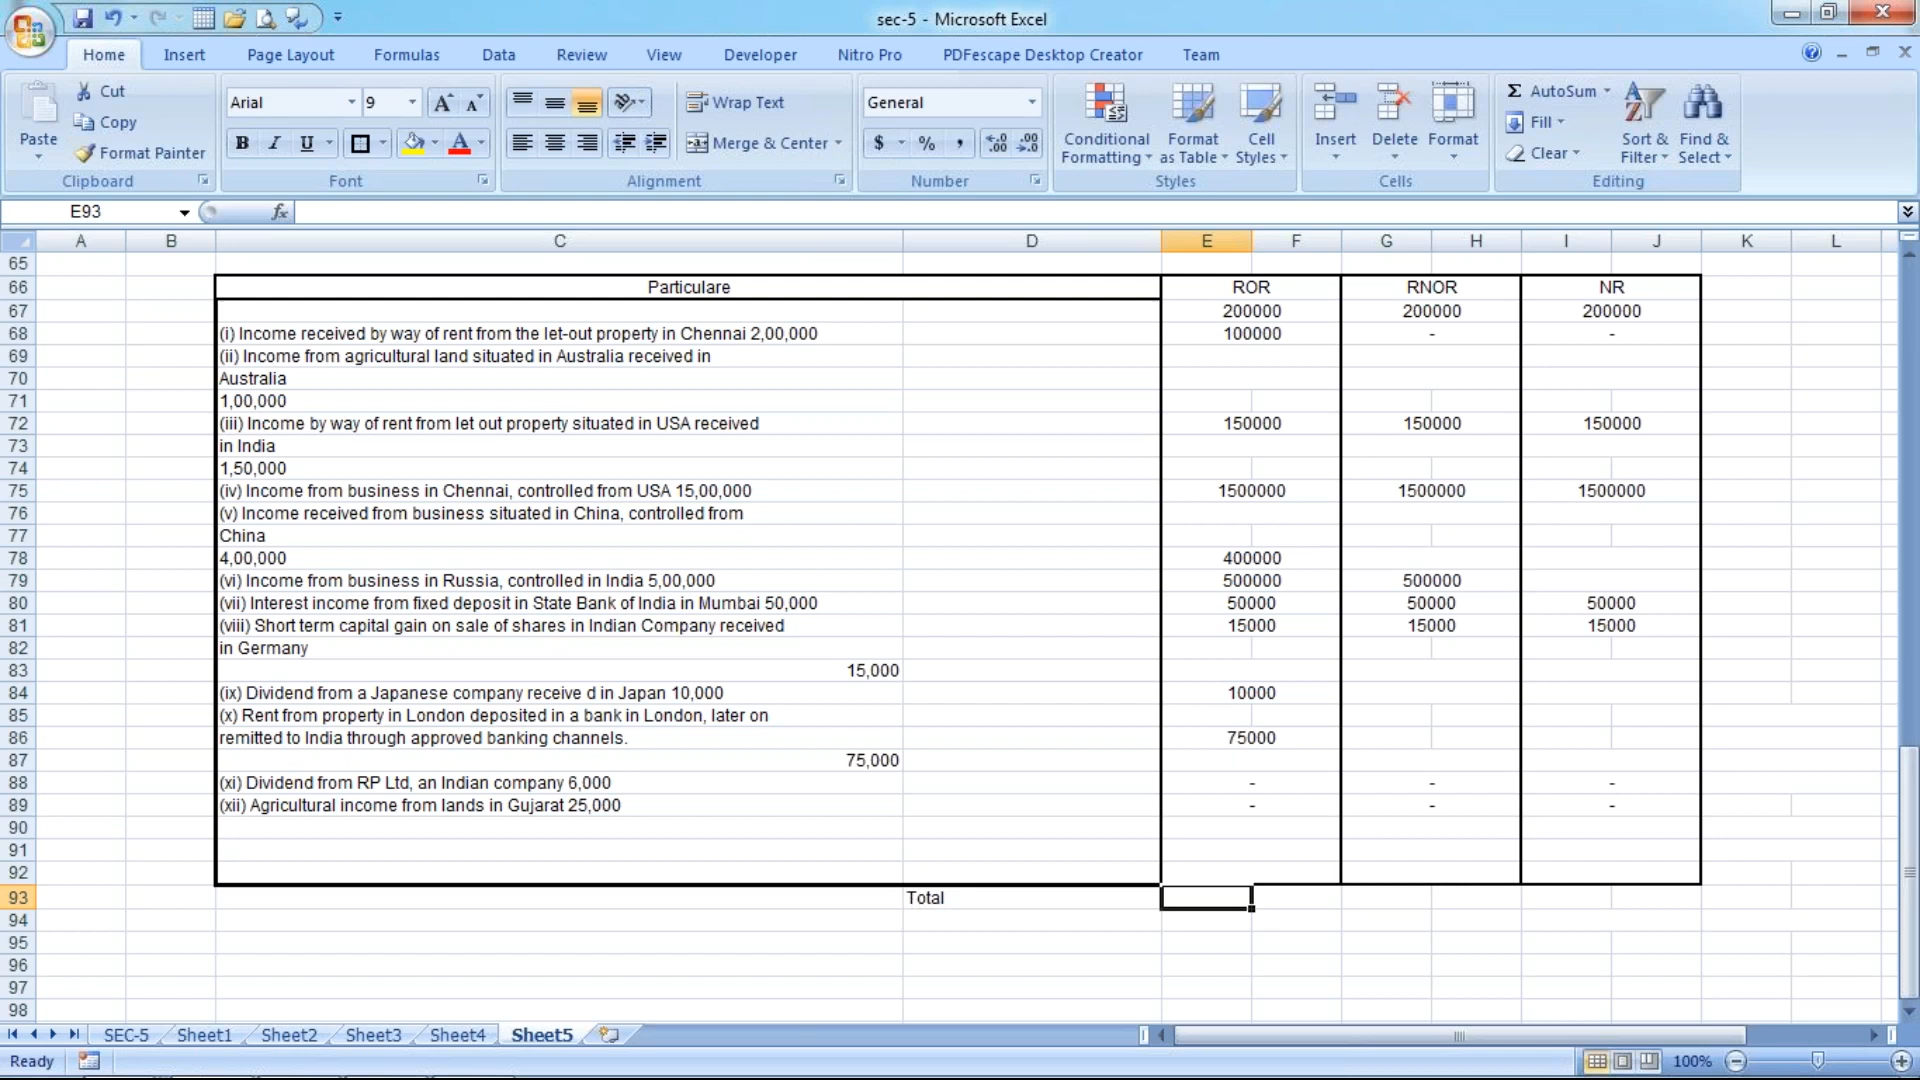 sec-5 - Microsoft Excel
Home Insert Page Layout Formulas Data Review View Developer Nitro Pro PDFescape Desktop Creator Team
Paste
Cut
Copy
Format Painter
Clipboard
Arial 9
B I U
Font
Wrap Text
Merge & Center
Alignment
General
$ % , .00 .00
Number
Conditional Formatting
Format as Table
Cell Styles
Styles
Insert Delete Format
Cells
Σ AutoSum
Fill
Clear
Sort & Filter
Find & Select
Editing
E93 fx
A B C D E F G H I J K L
65
66 Particulare ROR RNOR NR
67 200000 200000 200000
68 (i) Income received by way of rent from the let-out property in Chennai 2,00,000 100000 - -
69 (ii) Income from agricultural land situated in Australia received in
70 Australia
71 1,00,000
72 (iii) Income by way of rent from let out property situated in USA received 150000 150000 150000
73 in India
74 1,50,000
75 (iv) Income from business in Chennai, controlled from USA 15,00,000 1500000 1500000 1500000
76 (v) Income received from business situated in China, controlled from
77 China
78 4,00,000 400000
79 (vi) Income from business in Russia, controlled in India 5,00,000 500000 500000
80 (vii) Interest income from fixed deposit in State Bank of India in Mumbai 50,000 50000 50000 50000
81 (viii) Short term capital gain on sale of shares in Indian Company received 15000 15000 15000
82 in Germany
83 15,000
84 (ix) Dividend from a Japanese company receive d in Japan 10,000 10000
85 (x) Rent from property in London deposited in a bank in London, later on
86 remitted to India through approved banking channels. 75000
87 75,000
88 (xi) Dividend from RP Ltd, an Indian company 6,000 - - -
89 (xii) Agricultural income from lands in Gujarat 25,000 - - -
90
91
92
93 Total
94
95
96
97
98
SEC-5 Sheet1 Sheet2 Sheet3 Sheet4 Sheet5
Ready 100%